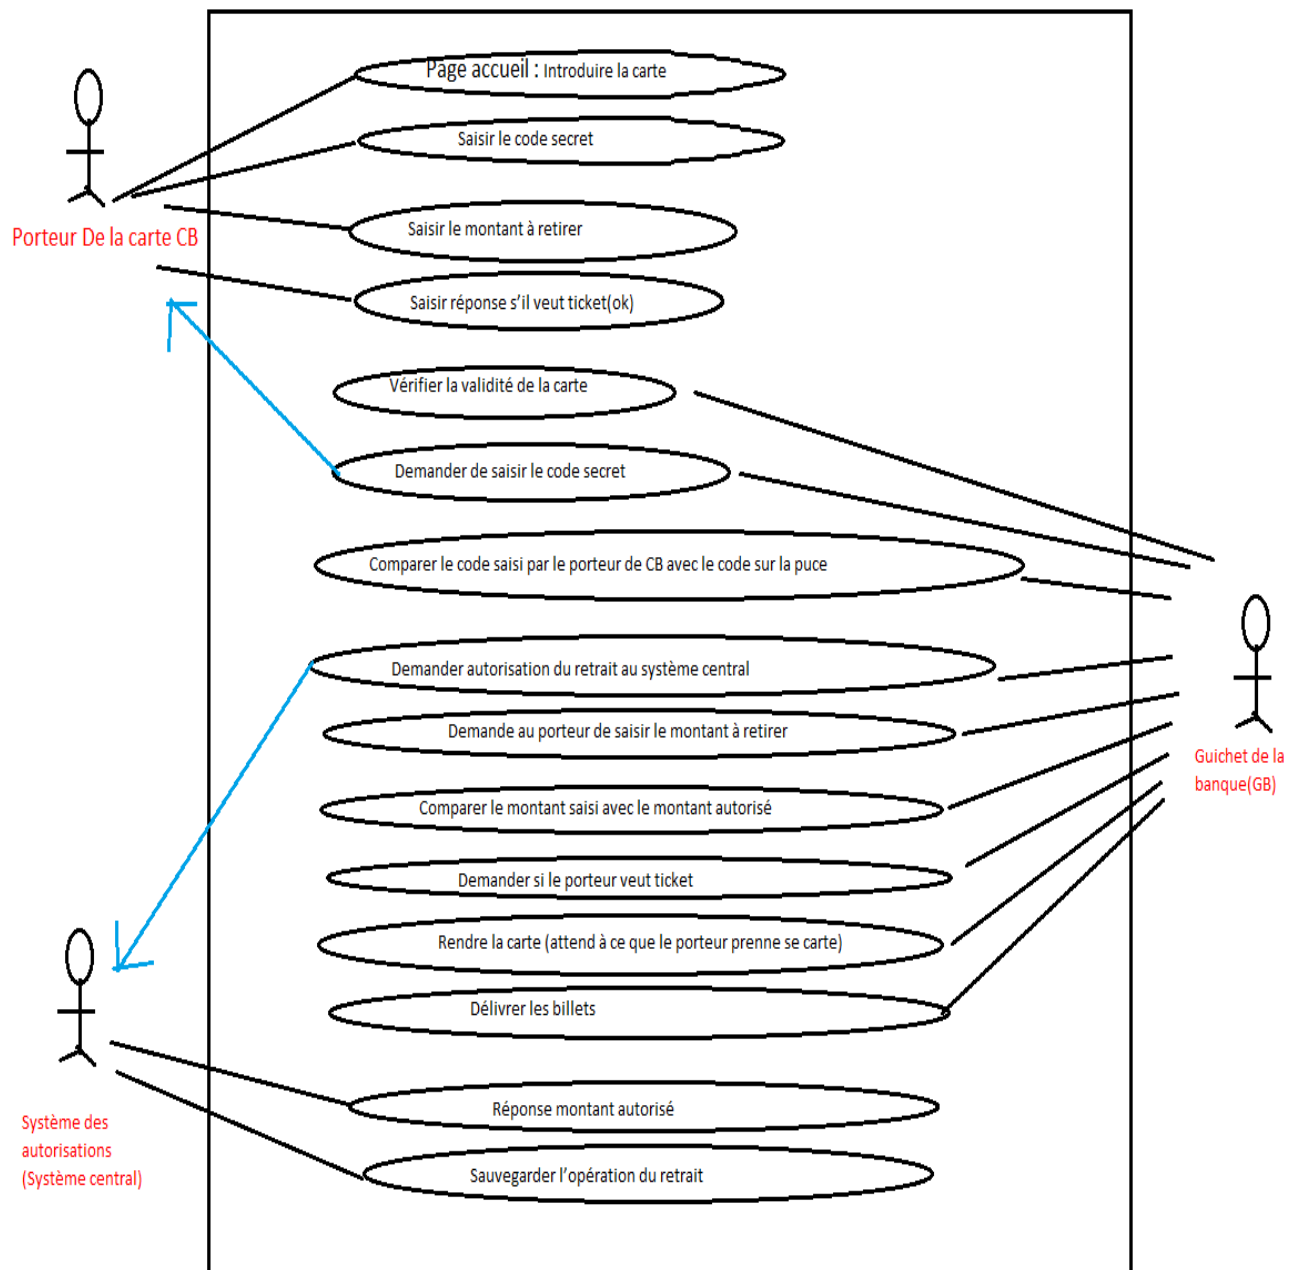 Page accueil : Introduire la carte
Saisir le code secret
Saisir le montant à retirer
Porteur De la carte CB
Saisir réponse s'il veut ticket(ok)
Vérifier la validité de la carte
Demander de saisir le code secret
Comparer le code saisi par le porteur de CB avec le code sur la puce
Demander autorisation du retrait au système central
Demande au porteur de saisir le montant à retirer
Guichet de la
banque(GB)
Comparer le montant saisi avec le montant autorisé
Demander si le porteur veut ticket
Rendre la carte (attend à ce que le porteur prenne se carte)
Délivrer les billets
Réponse montant autorisé
Système des
autorisations
(Système central)
Sauvegarder l'opération du retrait